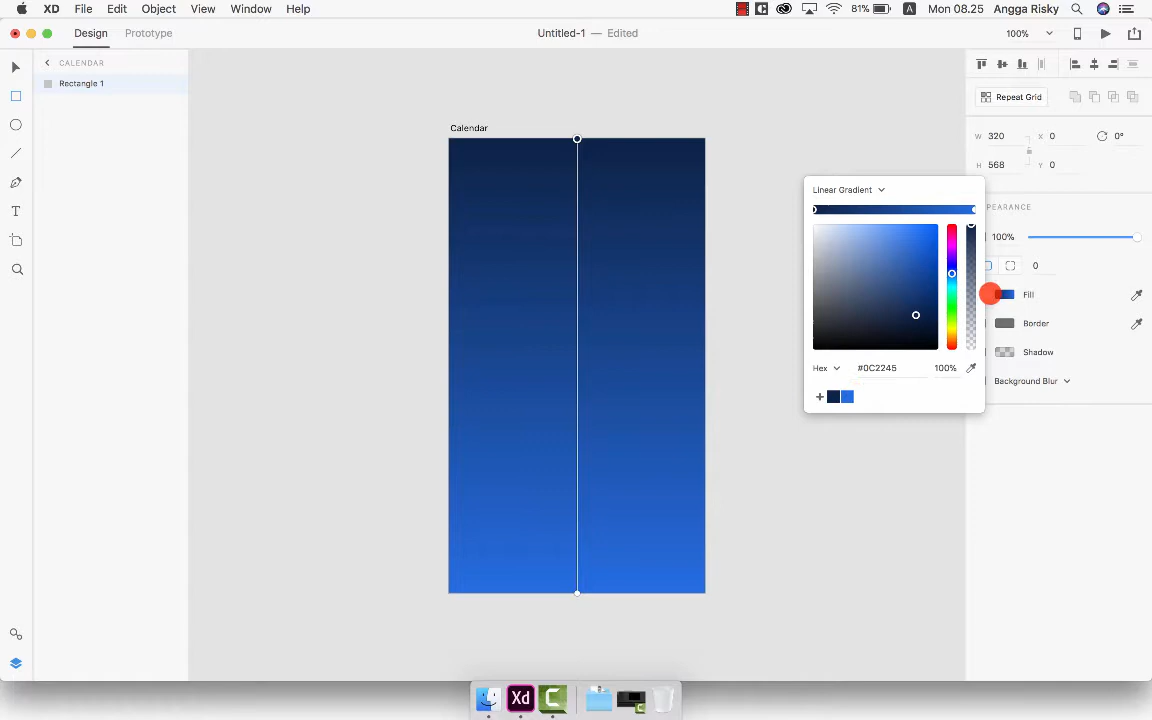 XD File Edit Object View Window Help 81% A Mon 08.25 Angga Risky
Design Prototype Untitled-1 — Edited 100%
CALENDAR
Rectangle 1
Calendar
Repeat Grid
W 320 X 0 0°
H 568 Y 0
Linear Gradient
PEARANCE
100%
0
Fill
Border
Shadow
Hex #0C2245 100%
Background Blur
T
Xd C